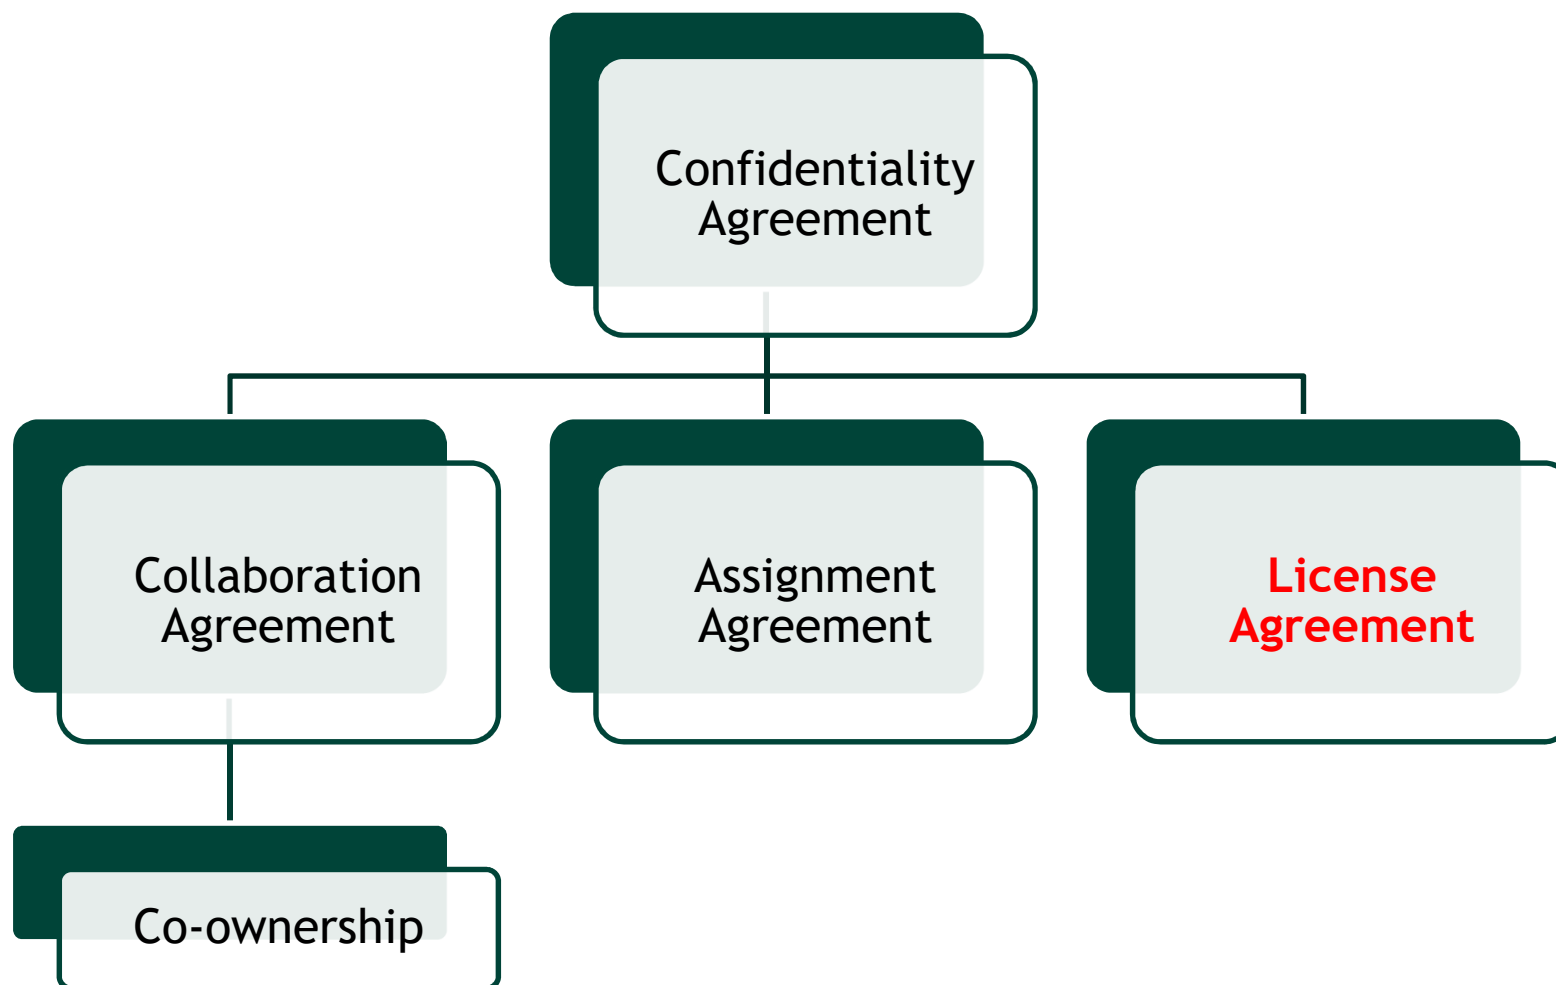 Confidentiality
Agreement
Collaboration
Agreement
Assignment
Agreement
License
Agreement
Co-ownership